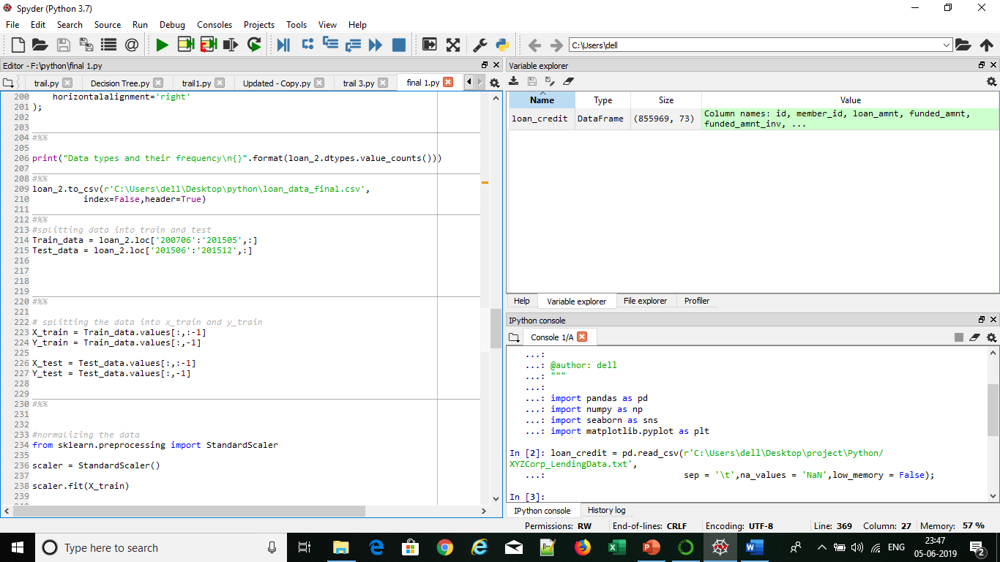 Spyder (Python 3.7)
File Edit Search Source Run Debug Consoles Projects Tools View Help
C:\Users\dell
Editor - F:\python\final 1.py
trail.py Decision Tree.py trail1.py Updated - Copy.py trail 3.py final 1.py
200 horizontalalignment='right'
201 );
202
203
204 #%%
205
206 print("Data types and their frequency\n{}".format(loan_2.dtypes.value_counts()))
207
208 #%%
209 loan_2.to_csv(r'C:\Users\dell\Desktop\python\loan_data_final.csv',
210 index=False,header=True)
211
212 #%%
213 #splitting data into train and test
214 Train_data = loan_2.loc['200706':'201505',:]
215 Test_data = loan_2.loc['201506':'201512',:]
216
217
218
219
220 #%%
221
222 # splitting the data into x_train and y_train
223 X_train = Train_data.values[:,:-1]
224 Y_train = Train_data.values[:,-1]
225
226 X_test = Test_data.values[:,:-1]
227 Y_test = Test_data.values[:,-1]
228
229
230 #%%
231
232
233 #normalizing the data
234 from sklearn.preprocessing import StandardScaler
235
236 scaler = StandardScaler()
237
238 scaler.fit(X_train)
239
Variable explorer
Name Type Size Value
loan_credit DataFrame (855969, 73) Column names: id, member_id, loan_amnt, funded_amnt,
funded_amnt_inv, ...
Help Variable explorer File explorer Profiler
IPython console
Console 1/A
...:
...: @author: dell
...: """
...:
...: import pandas as pd
...: import numpy as np
...: import seaborn as sns
...: import matplotlib.pyplot as plt
In [2]: loan_credit = pd.read_csv(r'C:\Users\dell\Desktop\project\Python/
XYZCorp_LendingData.txt',
...: sep = '\t',na_values = 'NaN',low_memory = False);
In [3]:
IPython console History log
Permissions: RW End-of-lines: CRLF Encoding: UTF-8 Line: 369 Column: 27 Memory: 57 %
Type here to search
ENG
23:47
05-06-2019
2